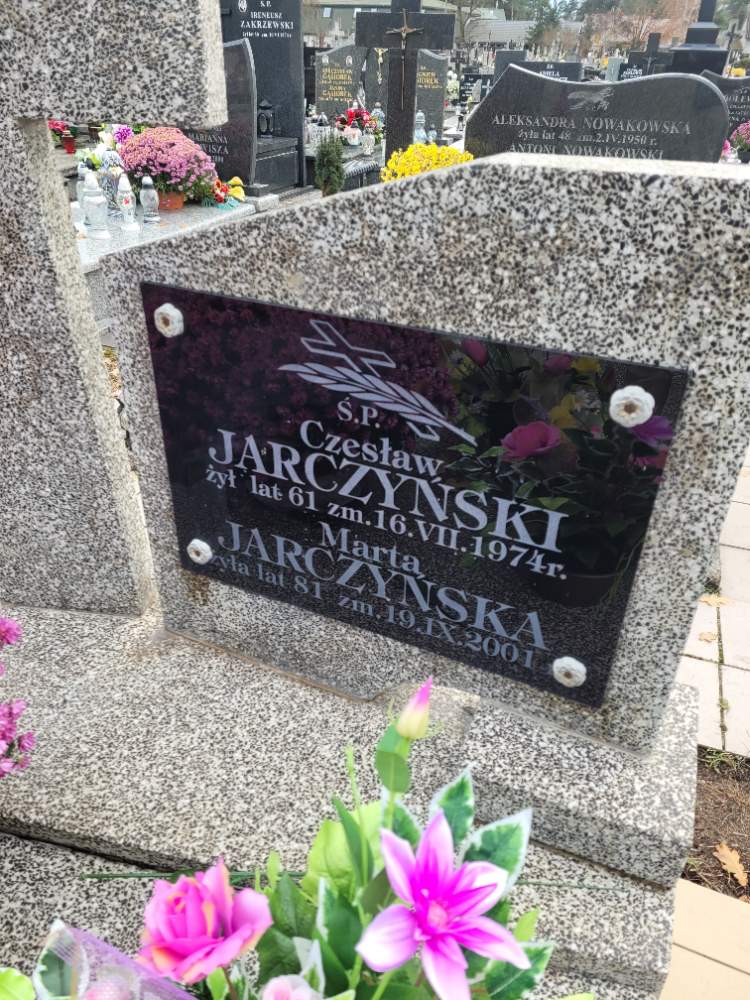 Ś.P.
IRENEUSZ
ZAKRZEWSKI
ALEKSANDRA NOWAKOWSKA
żyła lat 48 zm.2.IV.1950 r.
ANTONI NOWAKOWSKI
MARIANNA
Ś.P.
Czesław
JARCZYŃSKI
żył lat 61 zm.16.VII.1974r.
Marta
JARCZYŃSKA
żyła lat 81 zm.19.IX.2001